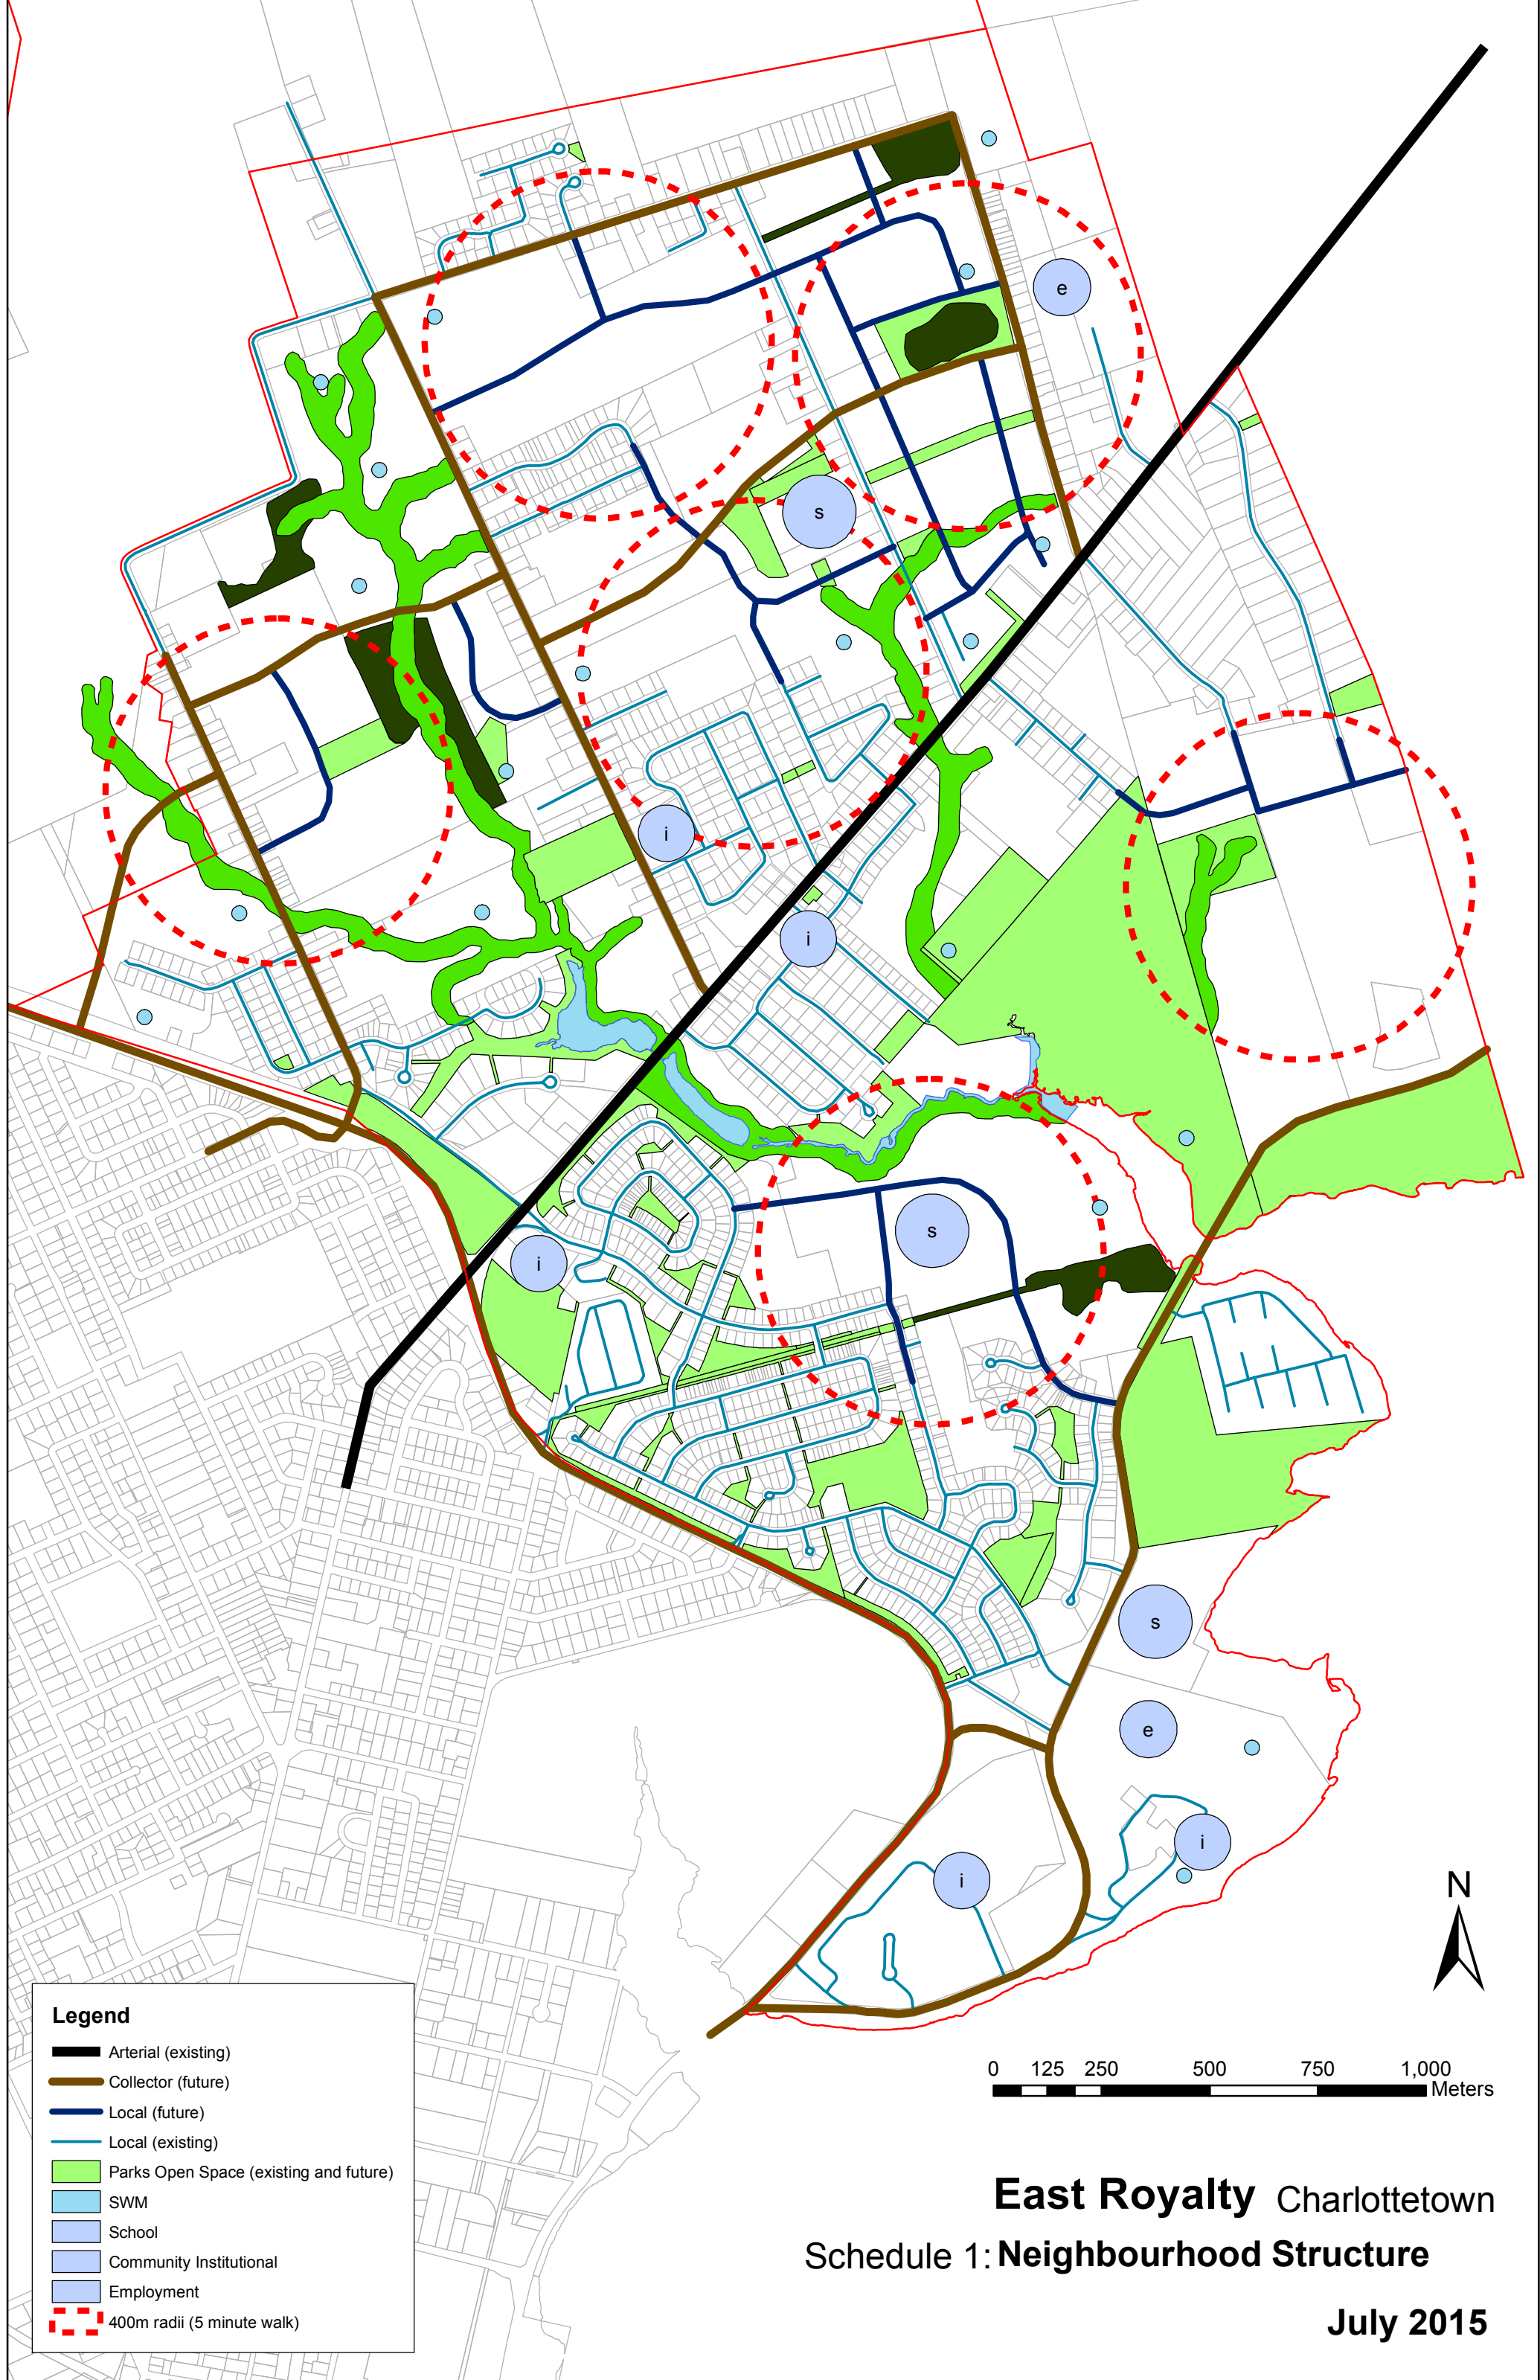 e
s
i
i
s
i
s
e
i
i
N
Legend
Arterial (existing)
Collector (future)
Local (future)
Local (existing)
Parks Open Space (existing and future)
SWM
School
Community Institutional
Employment
400m radii (5 minute walk)
0 125 250 500 750 1,000
Meters
East Royalty Charlottetown
Schedule 1: Neighbourhood Structure
July 2015